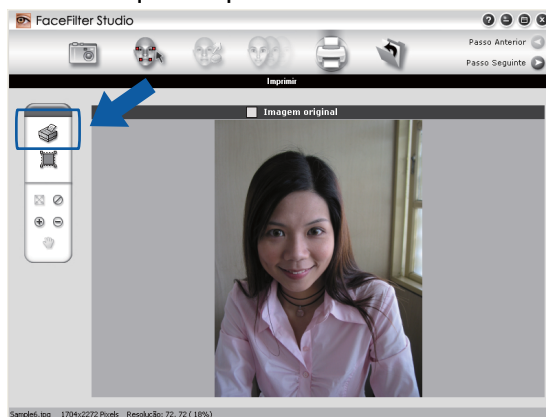 FaceFilter Studio
Passo Anterior
Passo Seguinte
Imprimir
Imagem original
Sample6.jpg 1704x2272 Pixels Resolução: 72, 72 ( 18%)